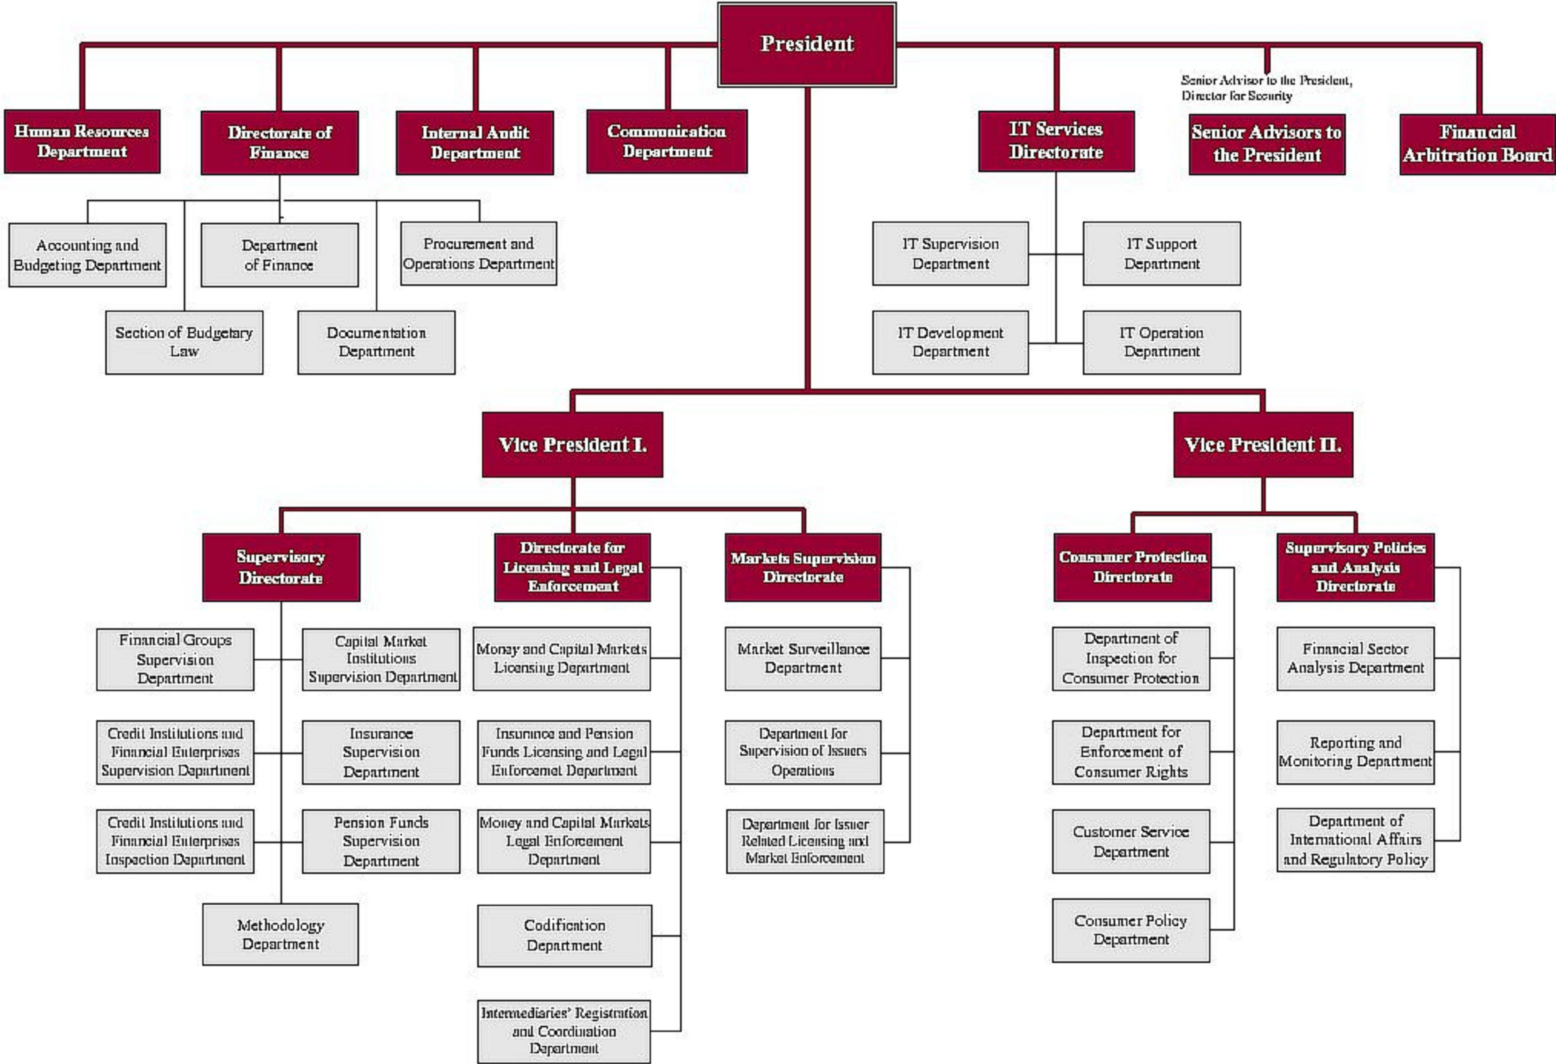 President
Senior Advisor to the President,
Director for Security
Human Resources
Department
Directorate of
Finance
Internal Audit
Department
Communication
Department
IT Services
Directorate
Senior Advisors to
the President
Financial
Arbitration Board
Accounting and
Budgeting Department
Department
of Finance
Procurement and
Operations Department
Section of Budgetary
Law
Documentation
Department
IT Supervision
Department
IT Support
Department
IT Development
Department
IT Operation
Department
Vice President I.
Vice President II.
Supervisory
Directorate
Directorate for
Licensing and Legal
Enforcement
Markets Supervision
Directorate
Consumer Protection
Directorate
Supervisory Policies
and Analysis
Directorate
Financial Groups
Supervision
Department
Capital Market
Institutions
Supervision Department
Credit Institutions and
Financial Enterprises
Supervision Department
Insurance
Supervision
Department
Credit Institutions and
Financial Enterprises
Inspection Department
Pension Funds
Supervision
Department
Methodology
Department
Money and Capital Markets
Licensing Department
Insurance and Pension
Funds Licensing and Legal
Enforcemet Department
Money and Capital Markets
Legal Enforcement
Department
Codification
Department
Intermediaries' Registration
and Coordination
Department
Market Surveillance
Department
Department for
Supervision of Issuers
Operations
Department for Issuer
Related Licensing and
Market Enforcement
Department of
Inspection for
Consumer Protection
Department for
Enforcement of
Consumer Rights
Customer Service
Department
Consumer Policy
Department
Financial Sector
Analysis Department
Reporting and
Monitoring Department
Department of
International Affairs
and Regulatory Policy